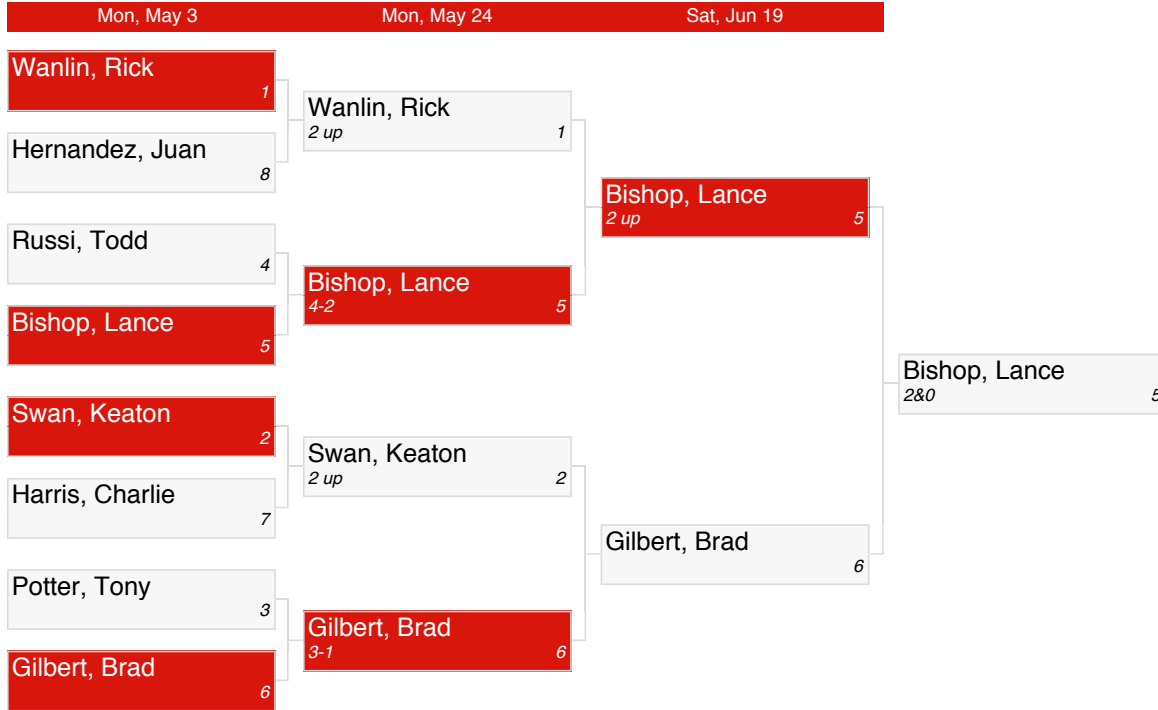 Mon, May 3
Mon, May 24
Sat, Jun 19
Wanlin, Rick
1
Hernandez, Juan
8
Russi, Todd
4
Bishop, Lance
5
Swan, Keaton
2
Harris, Charlie
7
Potter, Tony
3
Gilbert, Brad
6
Wanlin, Rick
2 up 1
Bishop, Lance
4-2 5
Swan, Keaton
2 up 2
Gilbert, Brad
3-1 6
Bishop, Lance
2 up 5
Gilbert, Brad
6
Bishop, Lance
2&0 5